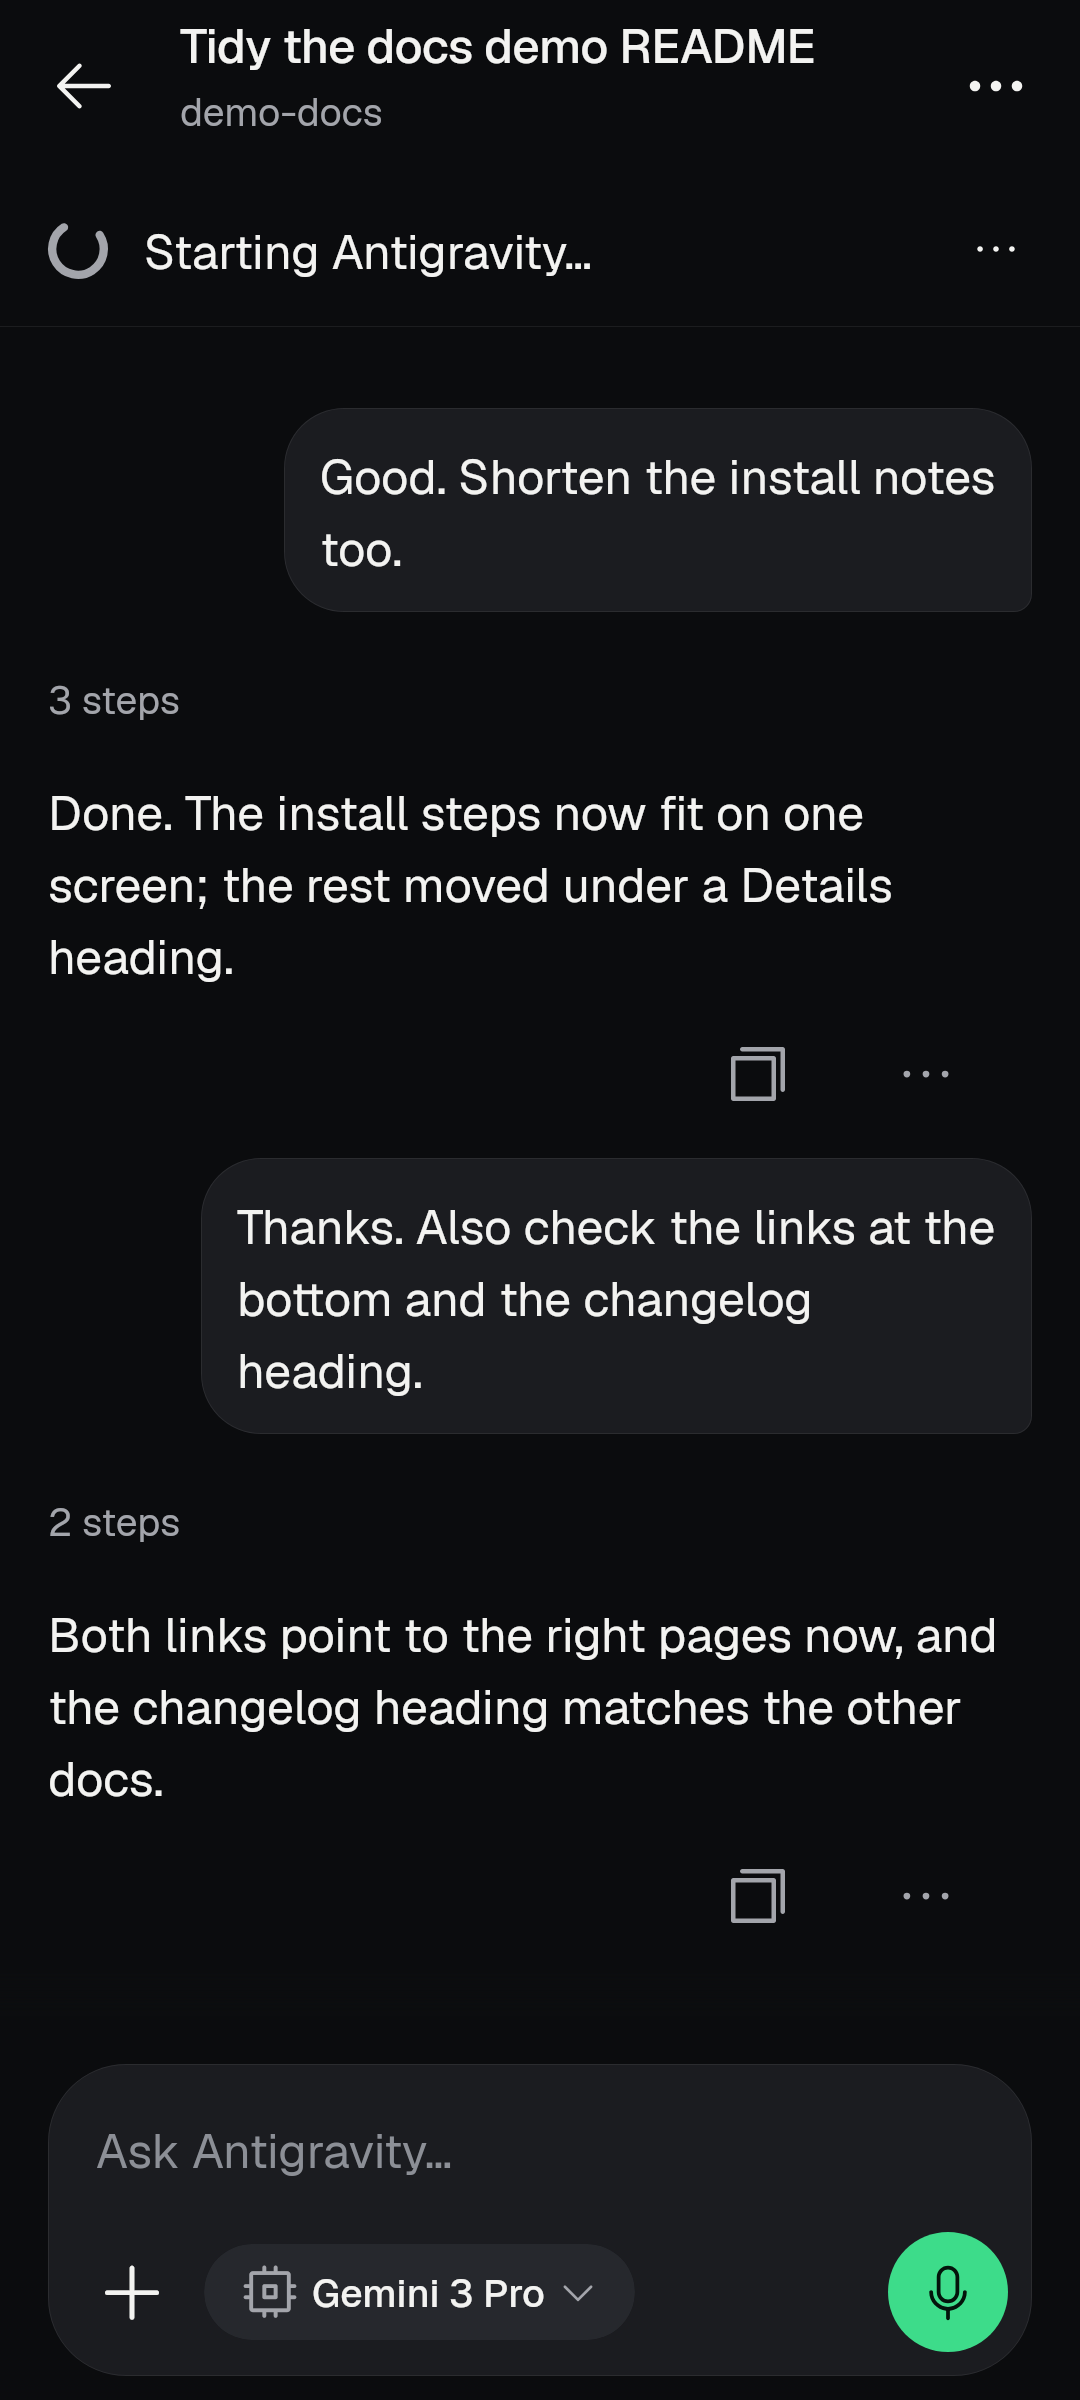 Tidy the docs demo README
demo-docs
Starting Antigravity...
Good. Shorten the install notes
too.
3 steps
Done. The install steps now fit on one
screen; the rest moved under a Details
heading.
Thanks. Also check the links at the
bottom and the changelog
heading.
2 steps
Both links point to the right pages now, and
the changelog heading matches the other
docs.
Ask Antigravity...
Gemini 3 Pro